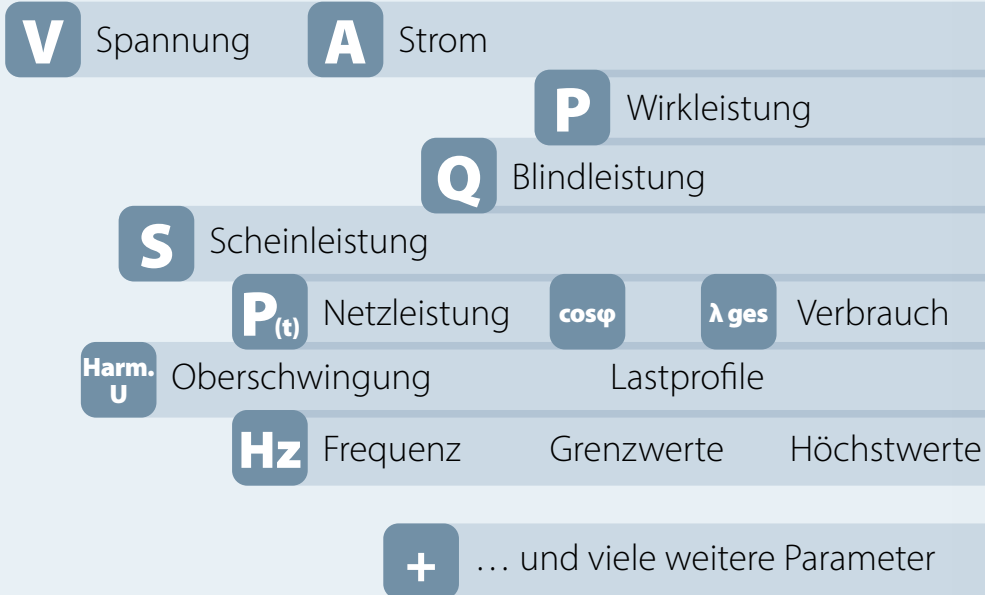 V Spannung A Strom
P Wirkleistung
Q Blindleistung
S Scheinleistung
P(t) Netzleistung cosφ λ ges Verbrauch
Harm. U Oberschwingung Lastprofile
Hz Frequenz Grenzwerte Höchstwerte
+ … und viele weitere Parameter